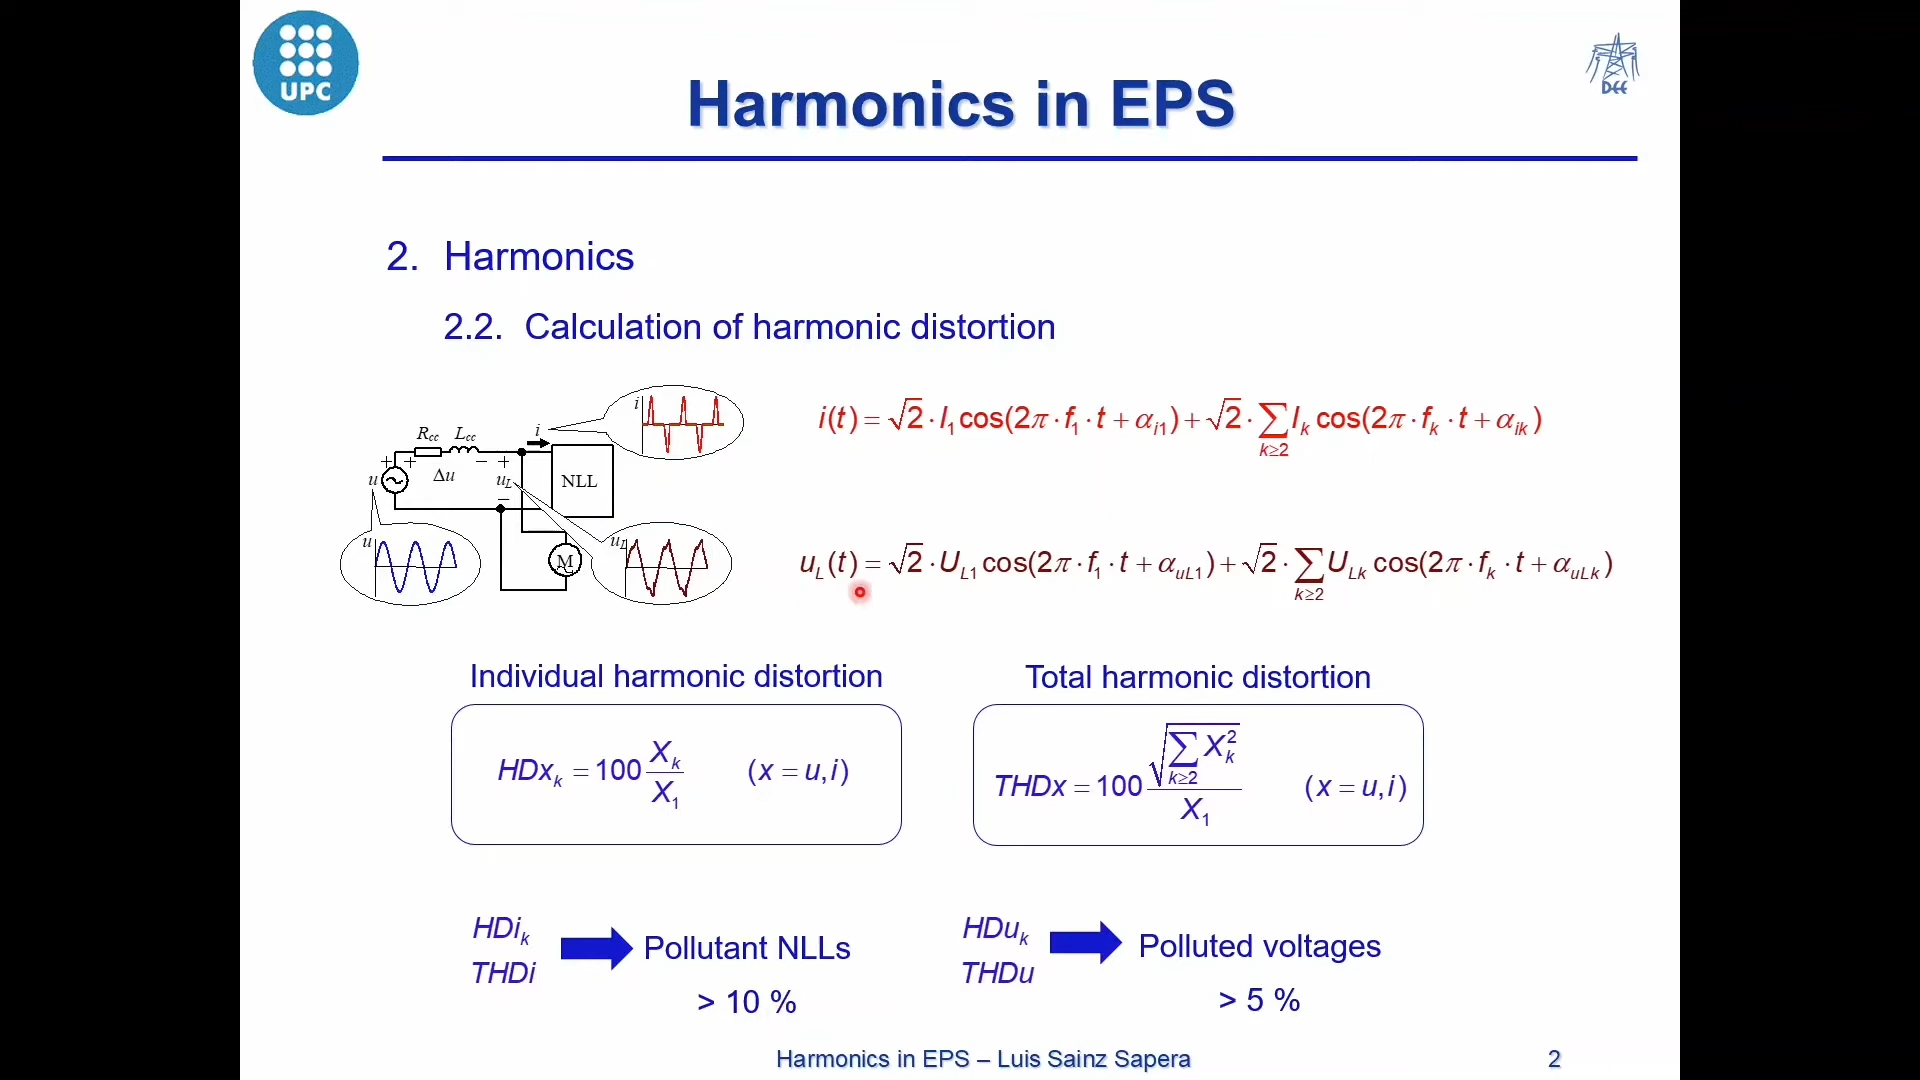 UPC
DEE
Harmonics in EPS
2. Harmonics
2.2. Calculation of harmonic distortion
i
Rcc Lcc i
+ + − +
u Δu uL NLL
−
u uL M
i(t) = √2 · I₁ cos(2π · f₁ · t + αi1) + √2 · ∑ Ik cos(2π · fk · t + αik)
k≥2
uL(t) = √2 · UL1 cos(2π · f₁ · t + αuL1) + √2 · ∑ ULk cos(2π · fk · t + αuLk)
k≥2
Individual harmonic distortion
HDxk = 100 Xk / X₁ (x = u,i)
Total harmonic distortion
THDx = 100 √(∑k≥2 Xk²) / X₁ (x = u,i)
HDik
THDi
Pollutant NLLs
> 10 %
HDuk
THDu
Polluted voltages
> 5 %
Harmonics in EPS – Luis Sainz Sapera
2